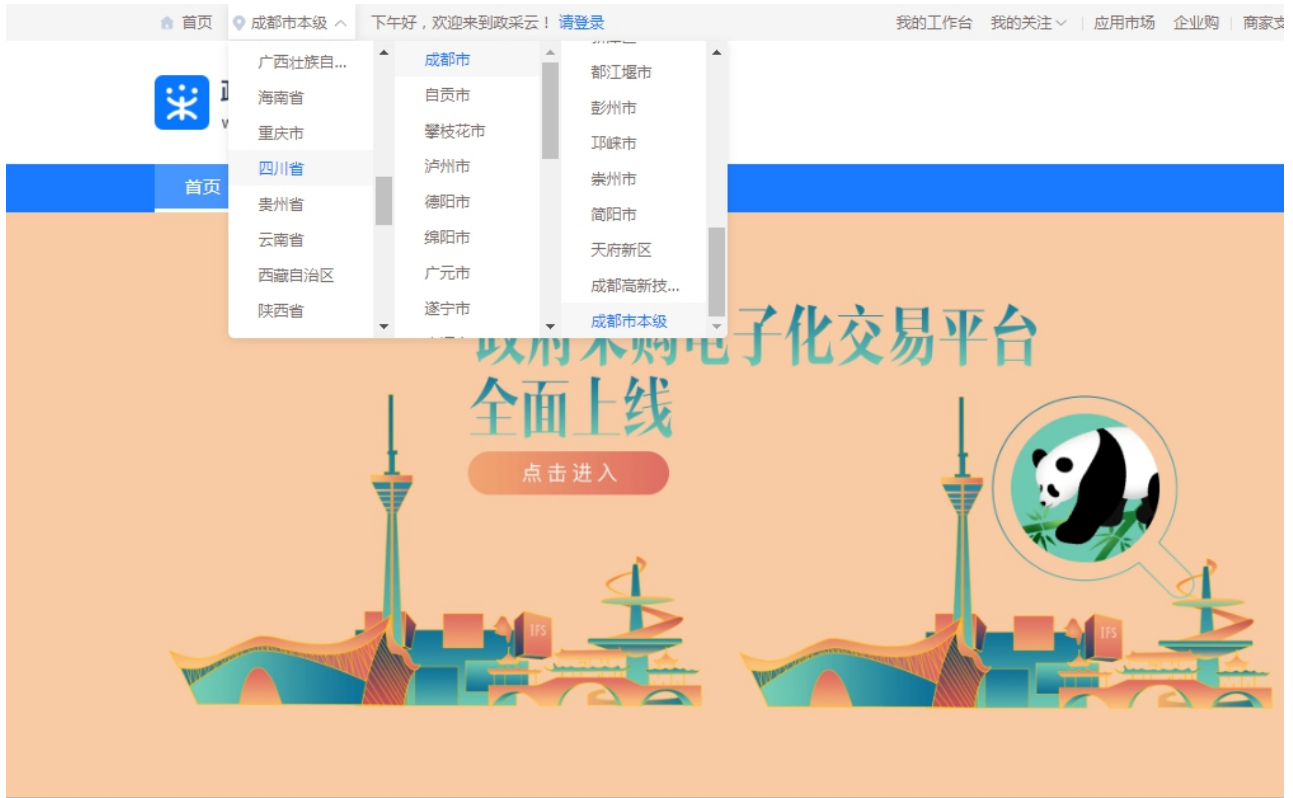 首页 成都市本级 下午好，欢迎来到政采云！ 请登录 我的工作台 我的关注 应用市场 企业购
广西壮族自...
海南省
重庆市
四川省
贵州省
云南省
西藏自治区
陕西省
成都市
自贡市
攀枝花市
泸州市
德阳市
绵阳市
广元市
遂宁市
都江堰市
彭州市
邛崃市
崇州市
简阳市
天府新区
成都高新技...
成都市本级
采
首页
政府采购电子化交易平台
全面上线
点击进入
IFS
IFS